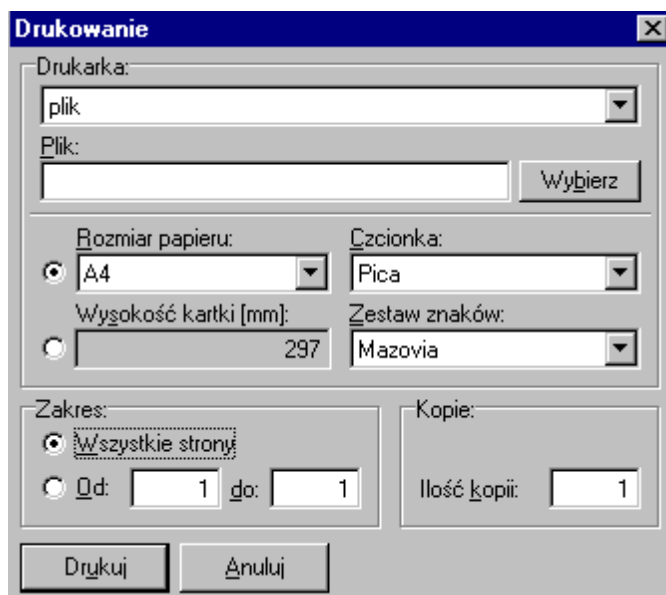 Drukowanie
Drukarka:
plik
Plik:
Wybierz
Rozmiar papieru: Czcionka:
A4 Pica
Wysokość kartki [mm]: Zestaw znaków:
297 Mazovia
Zakres: Kopie:
Wszystkie strony
Od: 1 do: 1 Ilość kopii: 1
Drukuj Anuluj